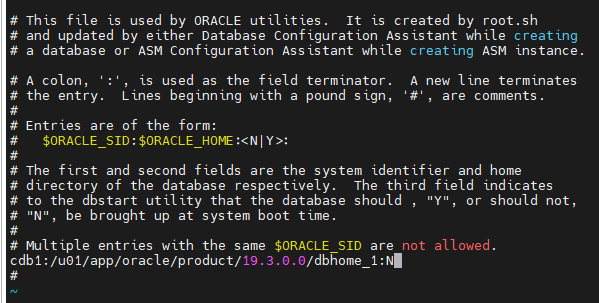 # This file is used by ORACLE utilities.  It is created by root.sh
# and updated by either Database Configuration Assistant while creating
# a database or ASM Configuration Assistant while creating ASM instance.
# A colon, ':', is used as the field terminator.  A new line terminates
# the entry.  Lines beginning with a pound sign, '#', are comments.
#
# Entries are of the form:
#   $ORACLE_SID:$ORACLE_HOME:<N|Y>:
#
# The first and second fields are the system identifier and home
# directory of the database respectively.  The third field indicates
# to the dbstart utility that the database should , "Y", or should not,
# "N", be brought up at system boot time.
#
# Multiple entries with the same $ORACLE_SID are not allowed.
cdb1:/u01/app/oracle/product/19.3.0.0/dbhome_1:N
#
~